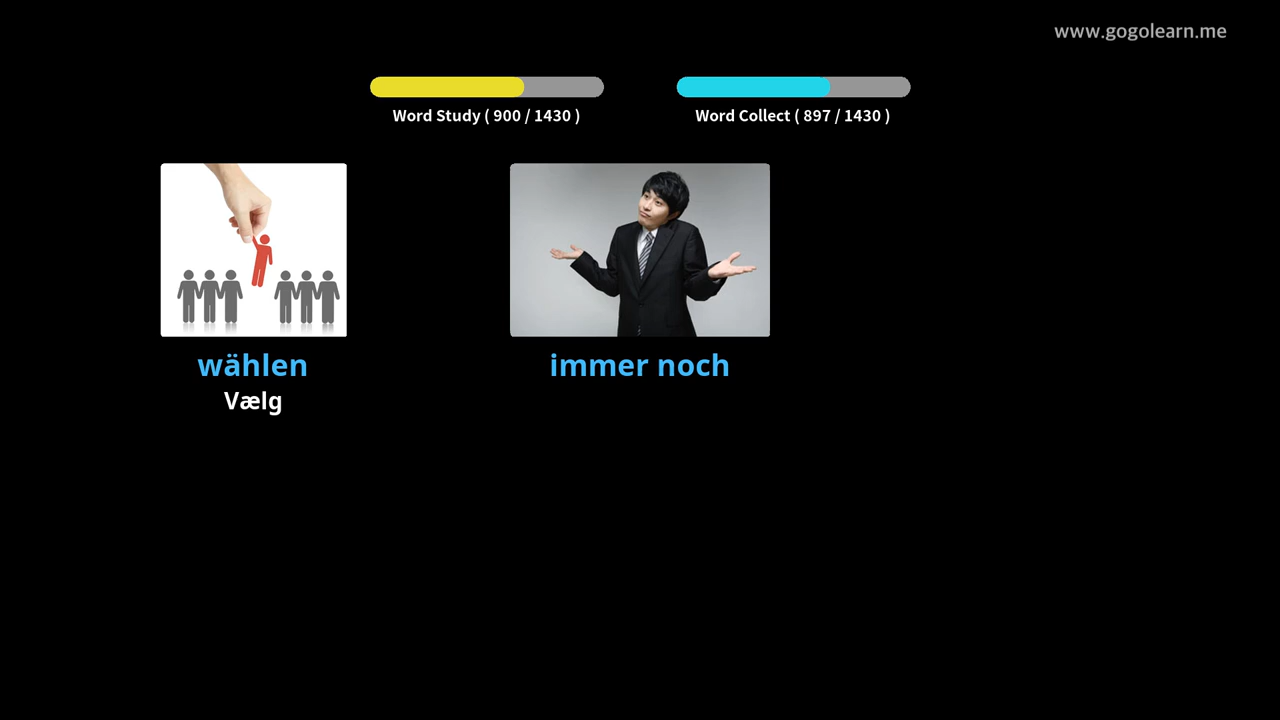 www.gogolearn.me
Word Study ( 900 / 1430 )
Word Collect ( 897 / 1430 )
wählen
Vælg
immer noch